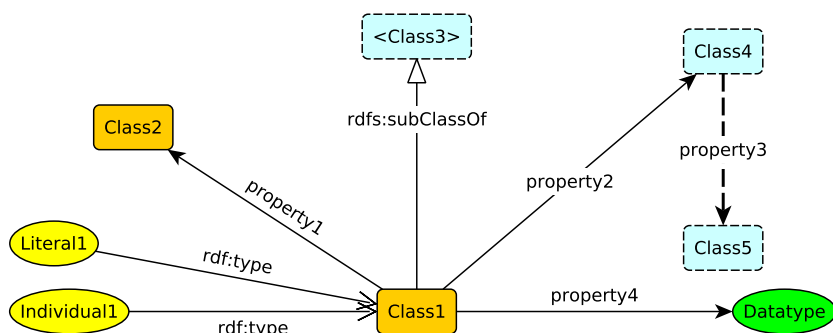 <Class3>
Class4
rdfs:subClassOf
Class2
property3
property2
property1
Literal1
rdf:type
Class5
Individual1
rdf:type
Class1
property4
Datatype